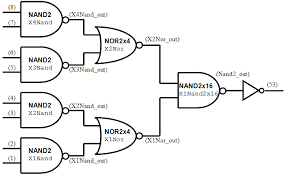 (8)
NAND2
(X4Nand_out)
(7)
X4Nand
NOR2x4
(X2Nor_out)
X2Nor
(6)
NAND2
X3Nand
(5)
(X3Nand_out)
(Nand2_out)
NAND2x16
(53)
X1Nand2x16
(4)
NAND2
(X2Nand_out)
(3)
X2Nand
NOR2x4
X1Nor
(X1Nor_out)
(2)
NAND2
X1Nand
(1)
(X1Nand_out)